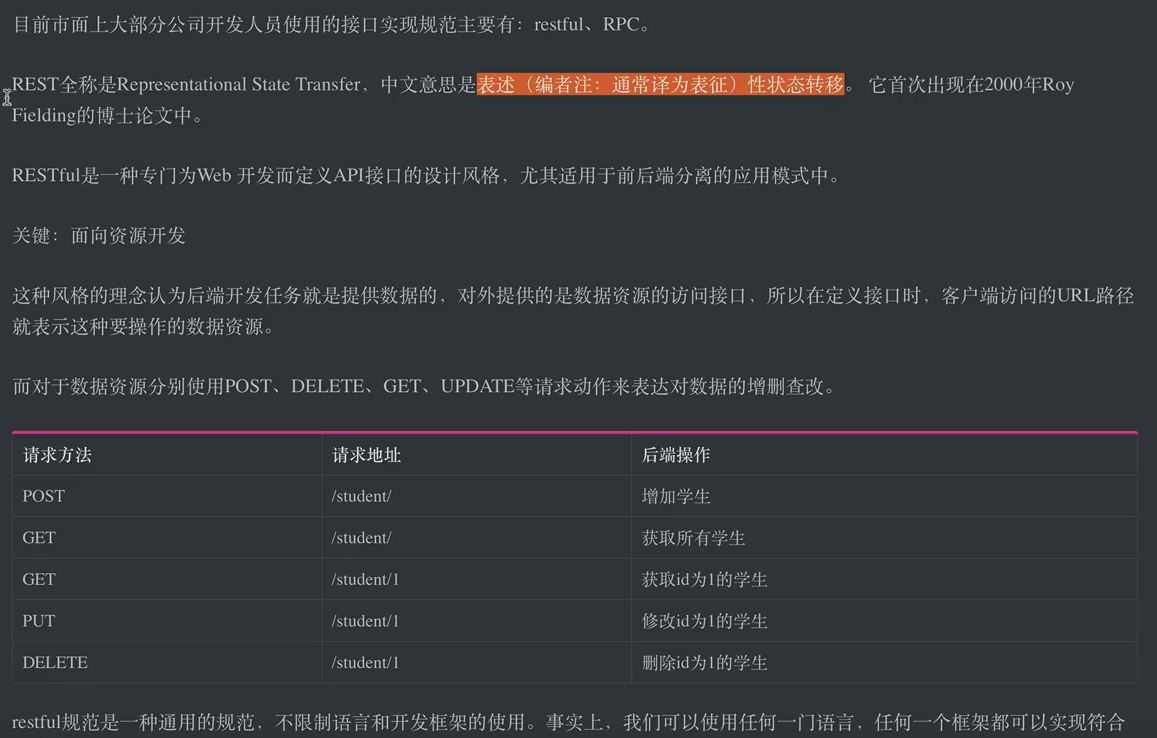 目前市面上大部分公司开发人员使用的接口实现规范主要有：restful、RPC。
REST全称是Representational State Transfer，中文意思是表述（编者注：通常译为表征）性状态转移。 它首次出现在2000年Roy
Fielding的博士论文中。
RESTful是一种专门为Web 开发而定义API接口的设计风格，尤其适用于前后端分离的应用模式中。
关键：面向资源开发
这种风格的理念认为后端开发任务就是提供数据的，对外提供的是数据资源的访问接口，所以在定义接口时，客户端访问的URL路径
就表示这种要操作的数据资源。
而对于数据资源分别使用POST、DELETE、GET、UPDATE等请求动作来表达对数据的增删查改。
请求方法 请求地址 后端操作
POST /student/ 增加学生
GET /student/ 获取所有学生
GET /student/1 获取id为1的学生
PUT /student/1 修改id为1的学生
DELETE /student/1 删除id为1的学生
restful规范是一种通用的规范，不限制语言和开发框架的使用。事实上，我们可以使用任何一门语言，任何一个框架都可以实现符合